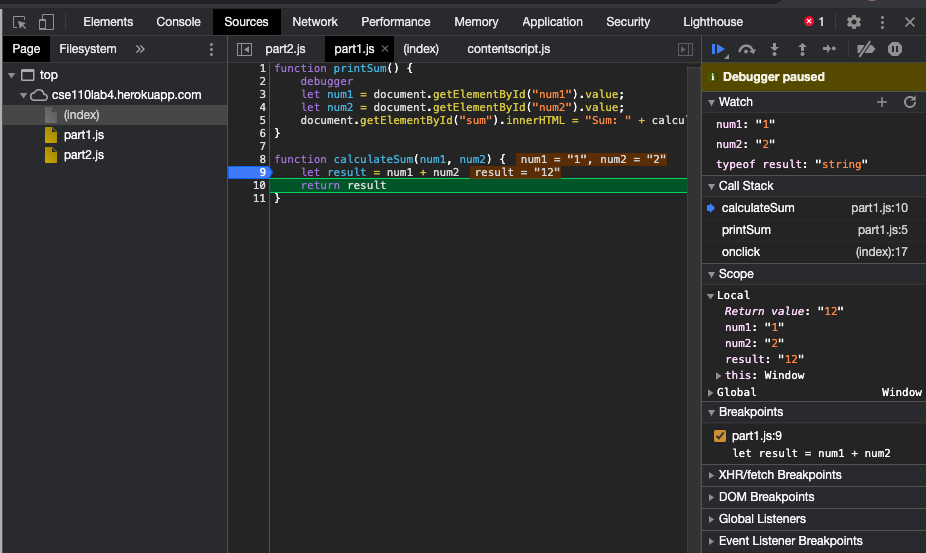 Elements Console Sources Network Performance Memory Application Security Lighthouse 1
Page Filesystem »
top
cse110lab4.herokuapp.com
(index)
part1.js
part2.js
part2.js part1.js × (index) contentscript.js
1 function printSum() {
2 debugger
3 let num1 = document.getElementById("num1").value;
4 let num2 = document.getElementById("num2").value;
5 document.getElementById("sum").innerHTML = "Sum: " + calcu
6 }
7
8 function calculateSum(num1, num2) { num1 = "1", num2 = "2"
9 let result = num1 + num2 result = "12"
10 return result
11 }
Debugger paused
Watch
num1: "1"
num2: "2"
typeof result: "string"
Call Stack
calculateSum part1.js:10
printSum part1.js:5
onclick (index):17
Scope
Local
Return value: "12"
num1: "1"
num2: "2"
result: "12"
this: Window
Global Window
Breakpoints
part1.js:9
let result = num1 + num2
XHR/fetch Breakpoints
DOM Breakpoints
Global Listeners
Event Listener Breakpoints